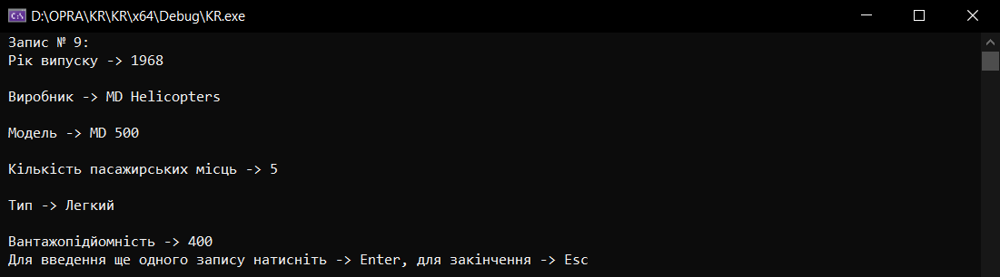 D:\OPRA\KR\KR\x64\Debug\KR.exe
Запис № 9:
Рік випуску -> 1968
Виробник -> MD Helicopters
Модель -> MD 500
Кількість пасажирських місць -> 5
Тип -> Легкий
Вантажопідйомність -> 400
Для введення ще одного запису натисніть -> Enter, для закінчення -> Esc